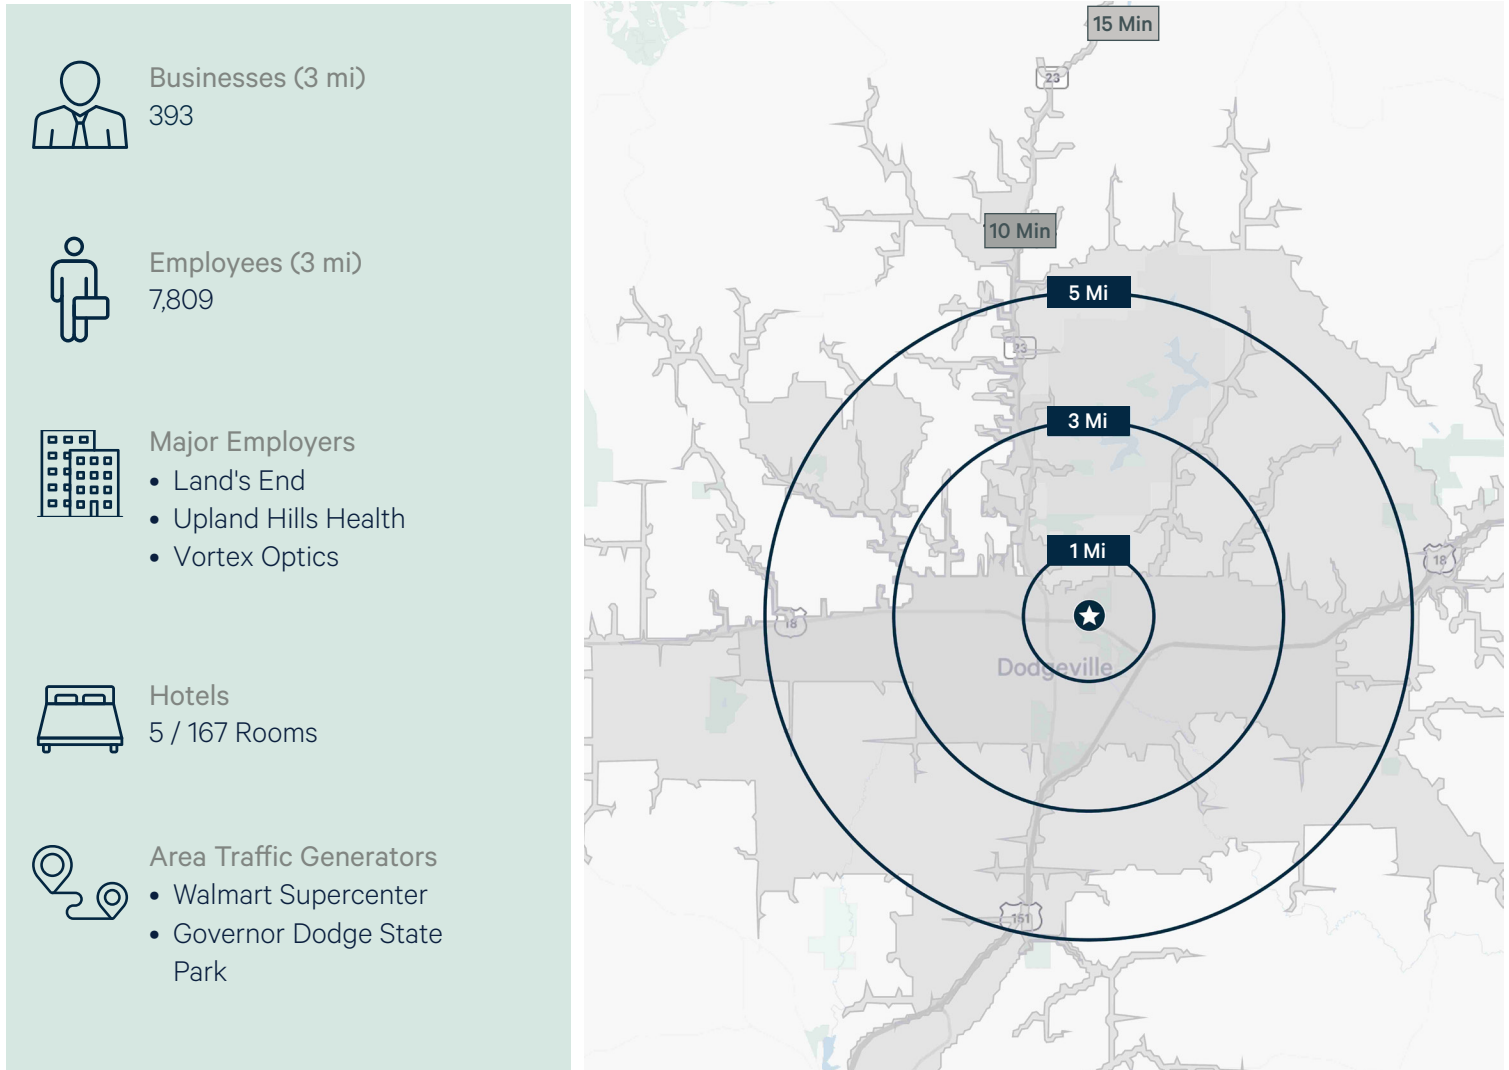 Businesses (3 mi)
393
Employees (3 mi)
7,809
Major Employers
• Land's End
• Upland Hills Health
• Vortex Optics
Hotels
5 / 167 Rooms
Area Traffic Generators
• Walmart Supercenter
• Governor Dodge State
Park
15 Min
23
10 Min
5 Mi
23
3 Mi
1 Mi
18
18
Dodgeville
151